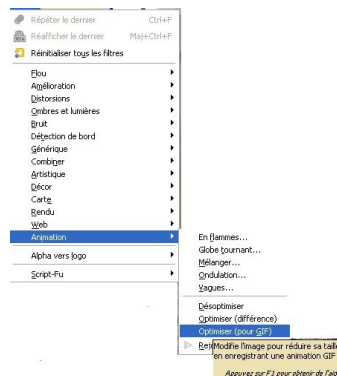 Répéter le dernier Ctrl+F
Réafficher le dernier Maj+Ctrl+F
Réinitialiser tous les filtres
Flou
Amélioration
Distorsions
Ombres et lumières
Bruit
Détection de bord
Générique
Combiner
Artistique
Décor
Carte
Rendu
Web
Animation
Alpha vers logo
Script-Fu
En flammes...
Globe tournant...
Mélanger...
Ondulation...
Vagues...
Désoptimiser
Optimiser (différence)
Optimiser (pour GIF)
Modifie l'image pour réduire sa taill
en enregistrant une animation GIF
Appuyez sur F1 pour obtenir de l'aid